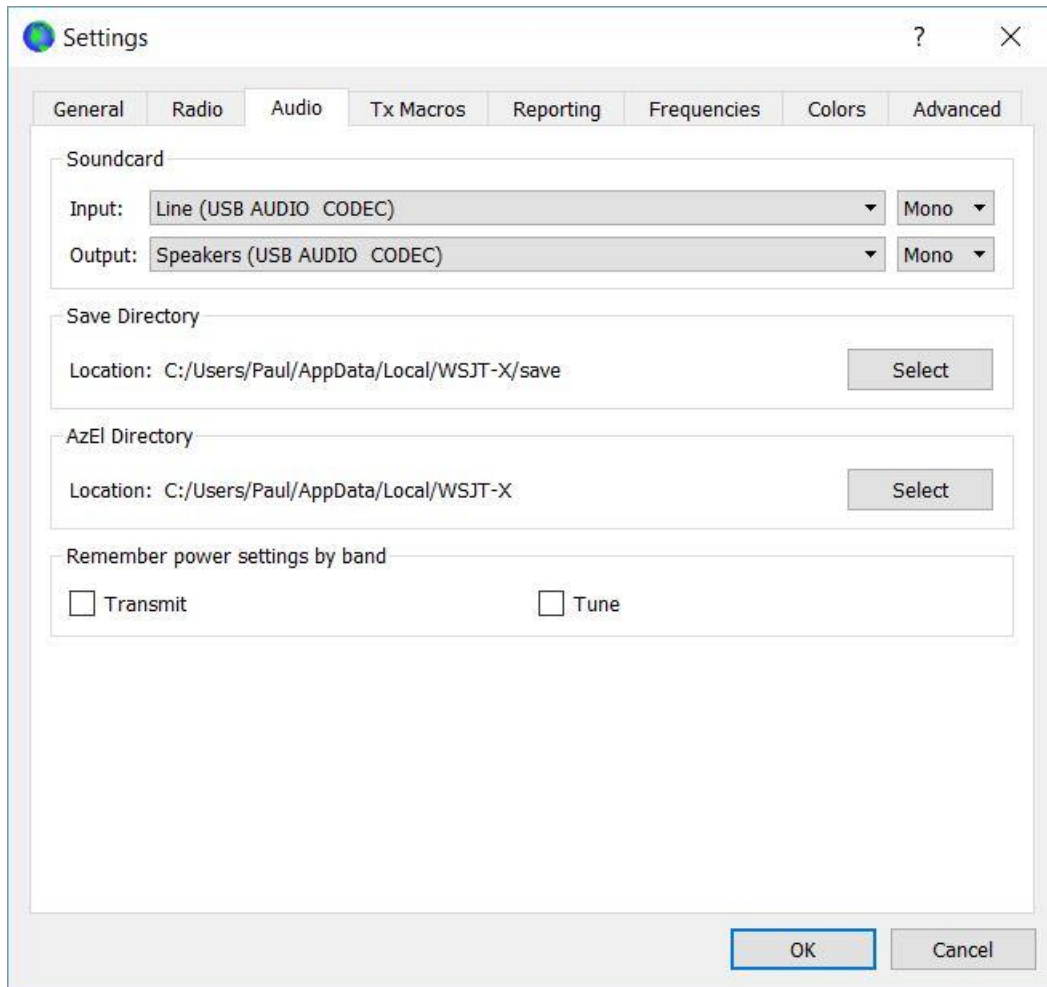 Settings
General Radio Audio Tx Macros Reporting Frequencies Colors Advanced
Soundcard
Input: Line (USB AUDIO  CODEC) Mono
Output: Speakers (USB AUDIO  CODEC) Mono
Save Directory
Location: C:/Users/Paul/AppData/Local/WSJT-X/save Select
AzEl Directory
Location: C:/Users/Paul/AppData/Local/WSJT-X Select
Remember power settings by band
Transmit Tune
OK Cancel